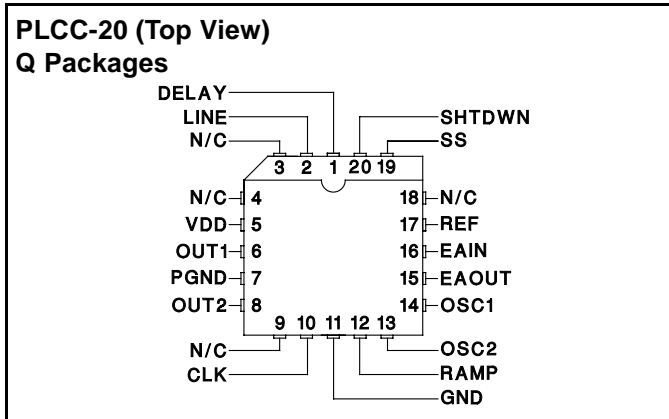 PLCC-20 (Top View)
Q Packages
DELAY
LINE SHTDWN
N/C SS
3 2 1 20 19
N/C 4 18 N/C
VDD 5 17 REF
OUT1 6 16 EAIN
PGND 7 15 EAOUT
OUT2 8 14 OSC1
9 10 11 12 13
N/C OSC2
CLK RAMP
GND